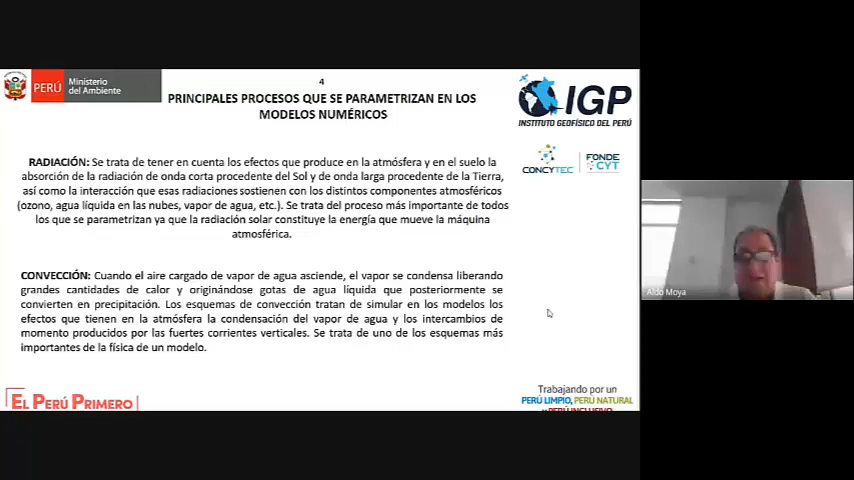 PERÚ
Ministerio
del Ambiente
4
PRINCIPALES PROCESOS QUE SE PARAMETRIZAN EN LOS
MODELOS NUMÉRICOS
IGP
INSTITUTO GEOFÍSICO DEL PERÚ
CONCYTEC
FONDE
CYT
RADIACIÓN: Se trata de tener en cuenta los efectos que produce en la atmósfera y en el suelo la
absorción de la radiación de onda corta procedente del Sol y de onda larga procedente de la Tierra,
así como la interacción que esas radiaciones sostienen con los distintos componentes atmosféricos
(ozono, agua líquida en las nubes, vapor de agua, etc.). Se trata del proceso más importante de todos
los que se parametrizan ya que la radiación solar constituye la energía que mueve la máquina
atmosférica.
CONVECCIÓN: Cuando el aire cargado de vapor de agua asciende, el vapor se condensa liberando
grandes cantidades de calor y originándose gotas de agua líquida que posteriormente se
convierten en precipitación. Los esquemas de convección tratan de simular en los modelos los
efectos que tienen en la atmósfera la condensación del vapor de agua y los intercambios de
momento producidos por las fuertes corrientes verticales. Se trata de uno de los esquemas más
importantes de la física de un modelo.
Aldo Moya
EL PERÚ PRIMERO
Trabajando por un
PERÚ LIMPIO, PERÚ NATURAL
y PERÚ INCLUSIVO